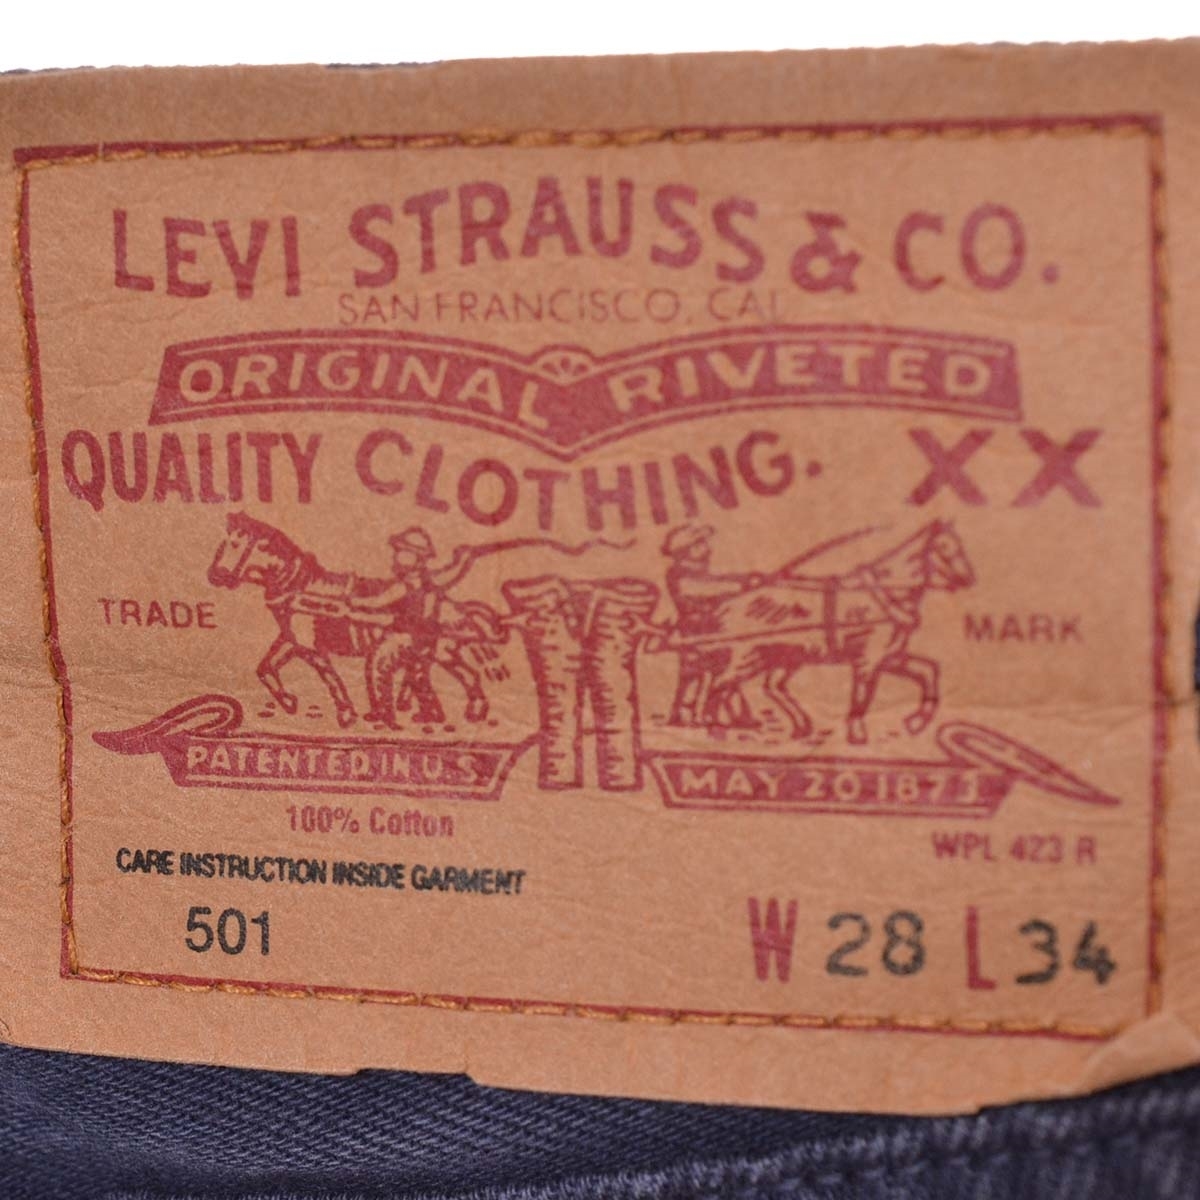 LEVI STRAUSS & CO.
SAN FRANCISCO, CAL
ORIGINAL RIVETED
QUALITY CLOTHING. XX
TRADE MARK
PATENTED IN U.S
MAY 20 1873
100% Cotton
WPL 423 R
CARE INSTRUCTION INSIDE GARMENT
501
W 28 L 34